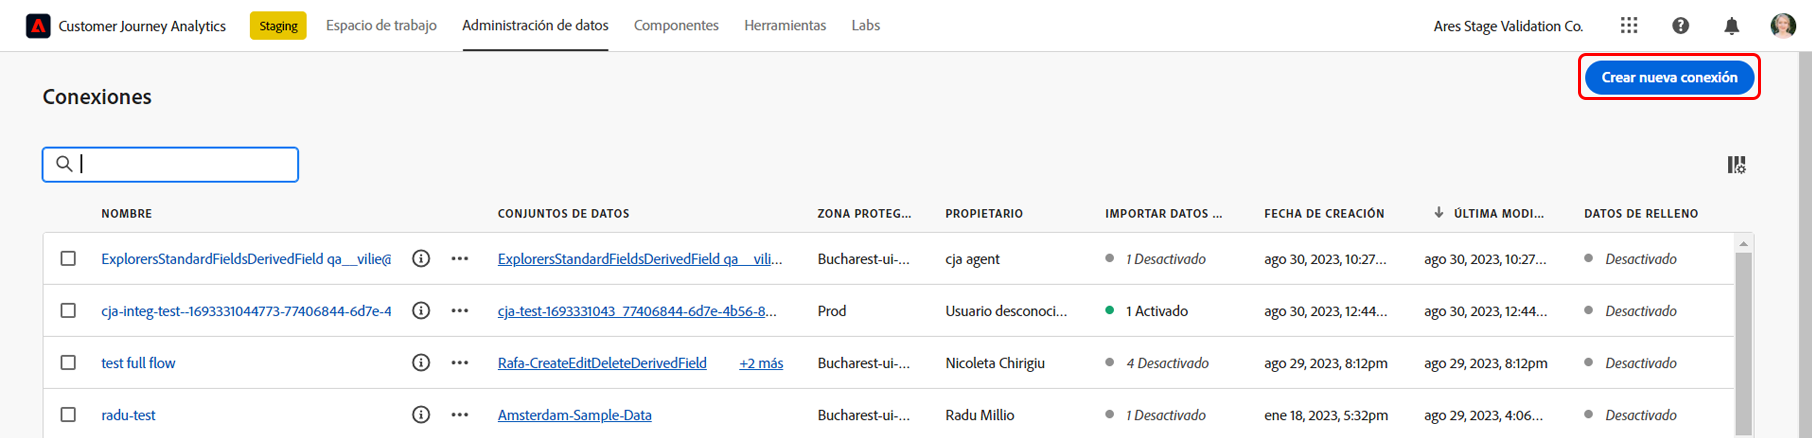 Customer Journey Analytics Staging Espacio de trabajo Administración de datos Componentes Herramientas Labs Ares Stage Validation Co.
Crear nueva conexión
Conexiones
NOMBRE CONJUNTOS DE DATOS ZONA PROTEG... PROPIETARIO IMPORTAR DATOS ... FECHA DE CREACIÓN ÚLTIMA MODI... DATOS DE RELLENO
ExplorersStandardFieldsDerivedField qa__vilie@ ExplorersStandardFieldsDerivedField qa__vili... Bucharest-ui-... cja agent 1 Desactivado ago 30, 2023, 10:27... ago 30, 2023, 10:27... Desactivado
cja-integ-test--1693331044773-77406844-6d7e-4 cja-test-1693331043_77406844-6d7e-4b56-8... Prod Usuario desconoci... 1 Activado ago 30, 2023, 12:44... ago 30, 2023, 12:44... Desactivado
test full flow Rafa-CreateEditDeleteDerivedField +2 más Bucharest-ui-... Nicoleta Chirigiu 4 Desactivado ago 29, 2023, 8:12pm ago 29, 2023, 8:12pm Desactivado
radu-test Amsterdam-Sample-Data Bucharest-ui-... Radu Millio 1 Desactivado ene 18, 2023, 5:32pm ago 29, 2023, 4:06... Desactivado